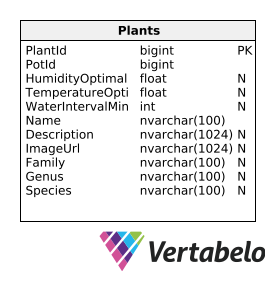 Plants
PlantId bigint PK
PotId bigint
HumidityOptimal float N
TemperatureOpti float N
WaterIntervalMin int N
Name nvarchar(100)
Description nvarchar(1024) N
ImageUrl nvarchar(1024) N
Family nvarchar(100) N
Genus nvarchar(100) N
Species nvarchar(100) N
Vertabelo